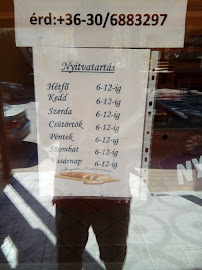 érd:+36-30/6883297
Nyitvatartás
Hétfő 6-12-ig
Kedd 6-12-ig
Szerda 6-12-ig
Csütörtök 6-12-ig
Péntek 6-12-ig
Szombat 6-12-ig
Vasárnap 6-12-ig
NY